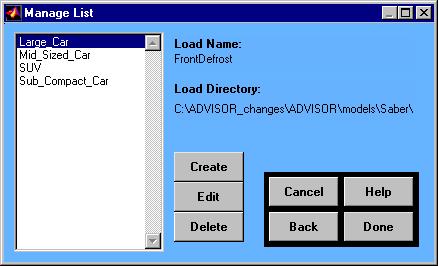 Manage List
Large_Car
Mid_Sized_Car
SUV
Sub_Compact_Car
Load Name:
FrontDefrost
Load Directory:
C:\ADVISOR_changes\ADVISOR\models\Saber\
Create
Edit
Delete
Cancel
Help
Back
Done